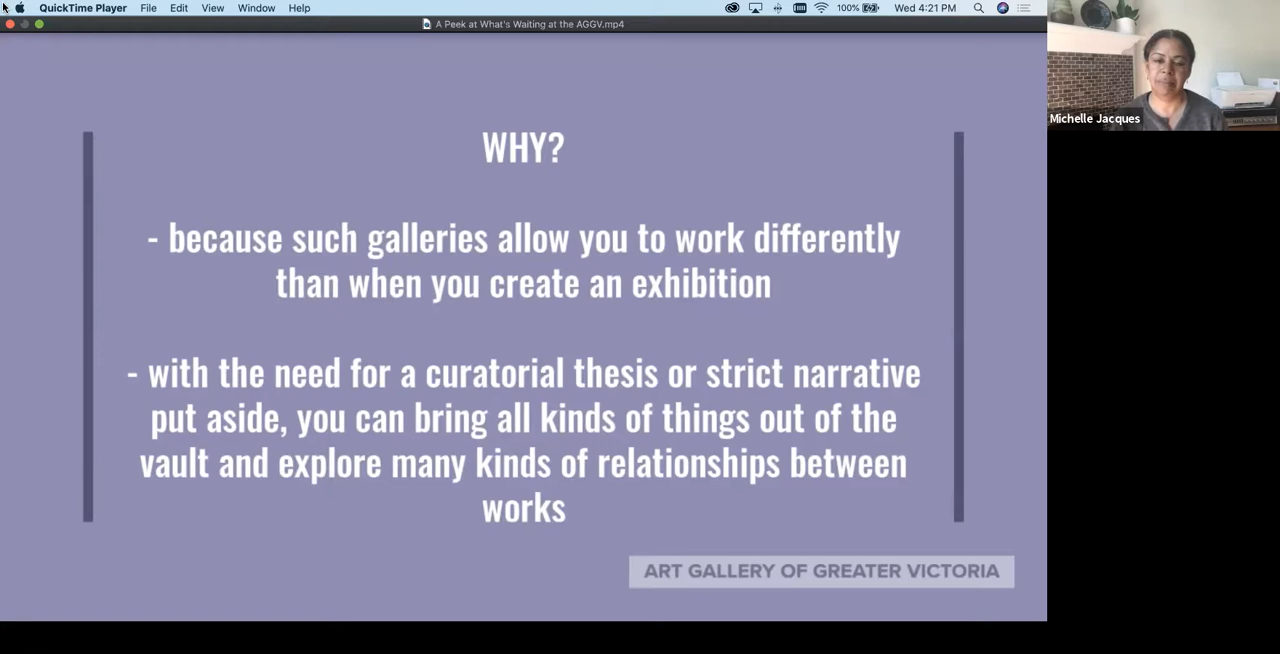 QuickTime Player File Edit View Window Help 100% Wed 4:21 PM
A Peek at What's Waiting at the AGGV.mp4
Michelle Jacques
WHY?
- because such galleries allow you to work differently
than when you create an exhibition
- with the need for a curatorial thesis or strict narrative
put aside, you can bring all kinds of things out of the
vault and explore many kinds of relationships between
works
ART GALLERY OF GREATER VICTORIA